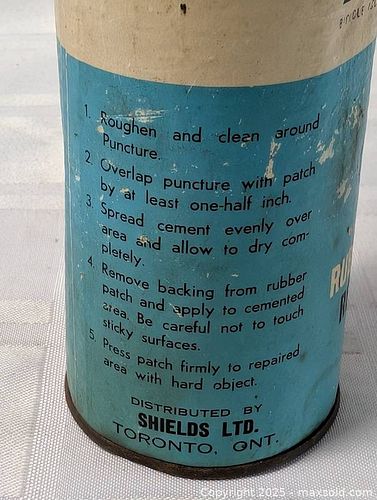 BICYCLE
1. Roughen and clean around
Puncture.
2. Overlap puncture with patch
by at least one-half inch.
3. Spread cement evenly over
area and allow to dry com-
pletely.
4. Remove backing from rubber
patch and apply to cemented
area. Be careful not to touch
sticky surfaces.
5. Press patch firmly to repaired
area with hard object.
DISTRIBUTED BY
SHIELDS LTD.
TORONTO, ONT.
RU
R
copyright 2025 - maxsold.com